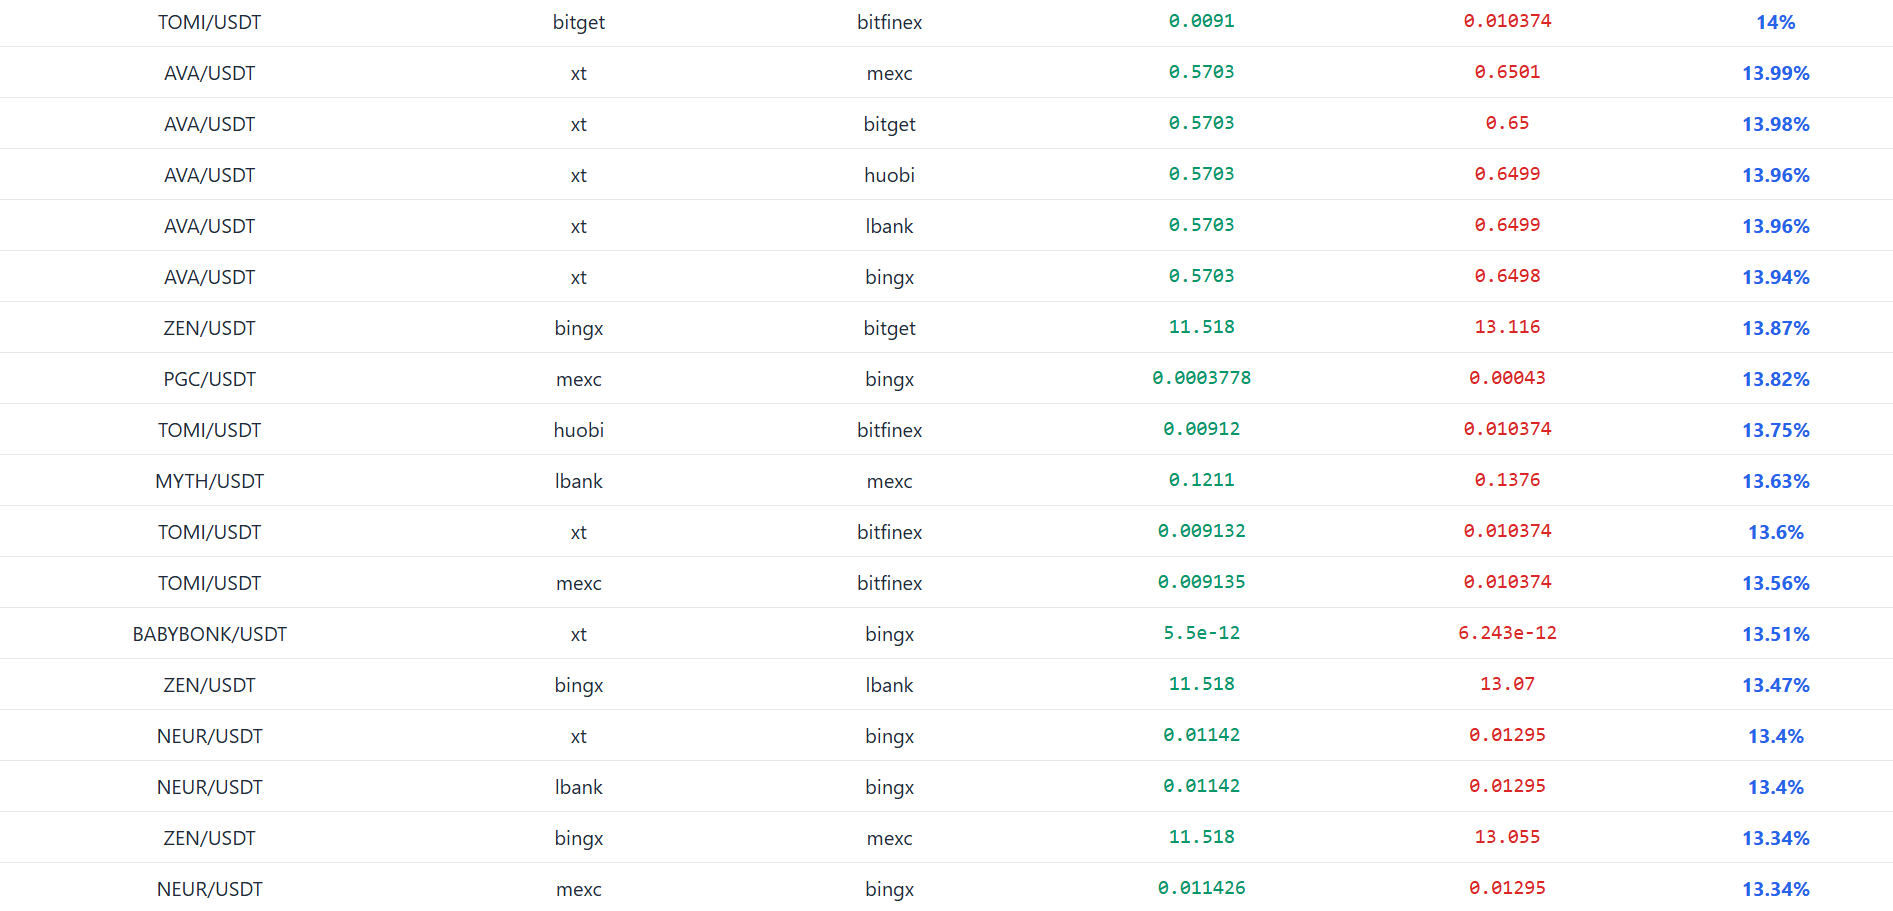 TOMI/USDT bitget bitfinex 0.0091 0.010374 14%
AVA/USDT xt mexc 0.5703 0.6501 13.99%
AVA/USDT xt bitget 0.5703 0.65 13.98%
AVA/USDT xt huobi 0.5703 0.6499 13.96%
AVA/USDT xt lbank 0.5703 0.6499 13.96%
AVA/USDT xt bingx 0.5703 0.6498 13.94%
ZEN/USDT bingx bitget 11.518 13.116 13.87%
PGC/USDT mexc bingx 0.0003778 0.00043 13.82%
TOMI/USDT huobi bitfinex 0.00912 0.010374 13.75%
MYTH/USDT lbank mexc 0.1211 0.1376 13.63%
TOMI/USDT xt bitfinex 0.009132 0.010374 13.6%
TOMI/USDT mexc bitfinex 0.009135 0.010374 13.56%
BABYBONK/USDT xt bingx 5.5e-12 6.243e-12 13.51%
ZEN/USDT bingx lbank 11.518 13.07 13.47%
NEUR/USDT xt bingx 0.01142 0.01295 13.4%
NEUR/USDT lbank bingx 0.01142 0.01295 13.4%
ZEN/USDT bingx mexc 11.518 13.055 13.34%
NEUR/USDT mexc bingx 0.011426 0.01295 13.34%